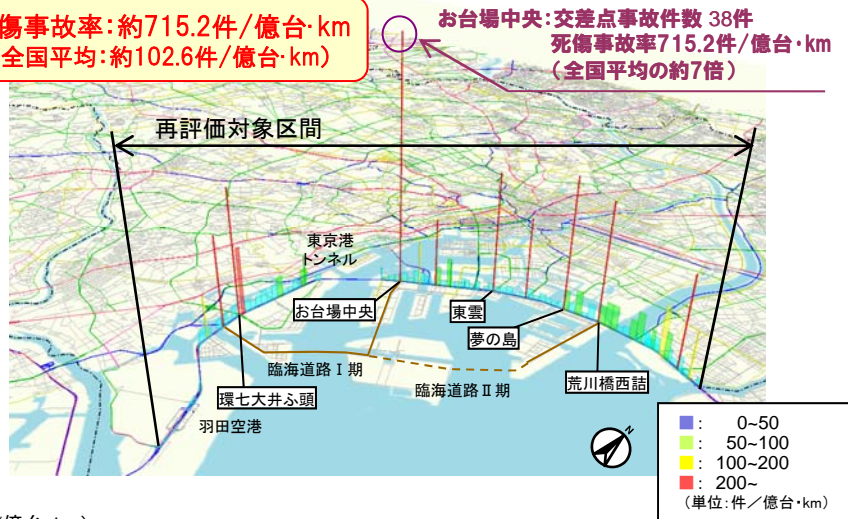 傷事故率：約715.2件/億台・km
全国平均：約102.6件/億台・km）
お台場中央：交差点事故件数 38件
死傷事故率715.2件/億台・km
（全国平均の約7倍）
再評価対象区間
東京港
トンネル
お台場中央
東雲
夢の島
臨海道路Ⅰ期
臨海道路Ⅱ期
荒川橋西詰
環七大井ふ頭
羽田空港
N
: 0~50
: 50~100
: 100~200
: 200~
（単位：件／億台・km）